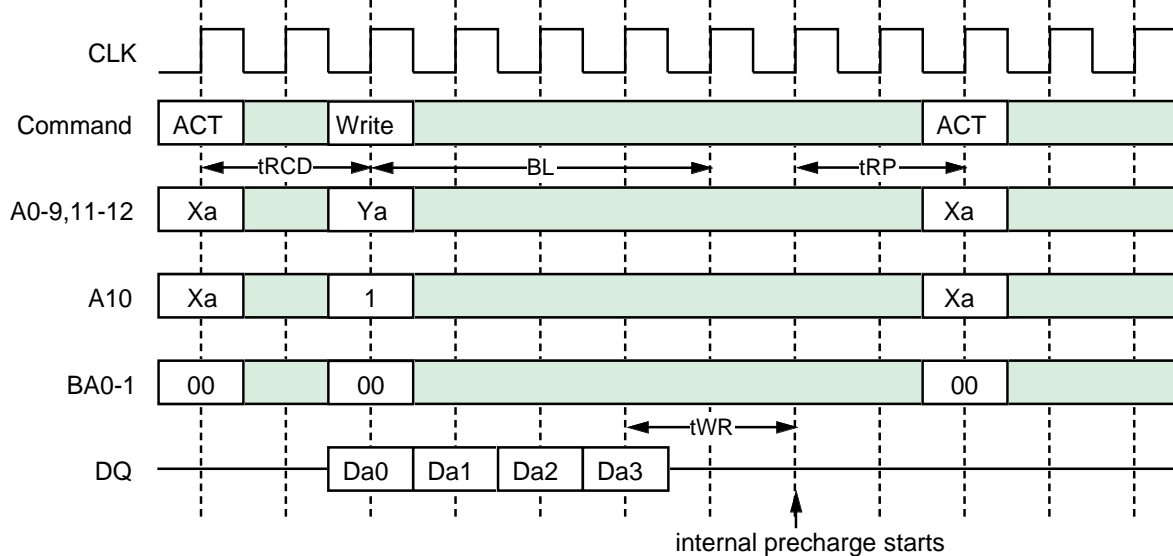 CLK
Command ACT Write ACT
tRCD BL tRP
A0-9,11-12 Xa Ya Xa
A10 Xa 1 Xa
BA0-1 00 00 00
tWR
DQ Da0 Da1 Da2 Da3
internal precharge starts